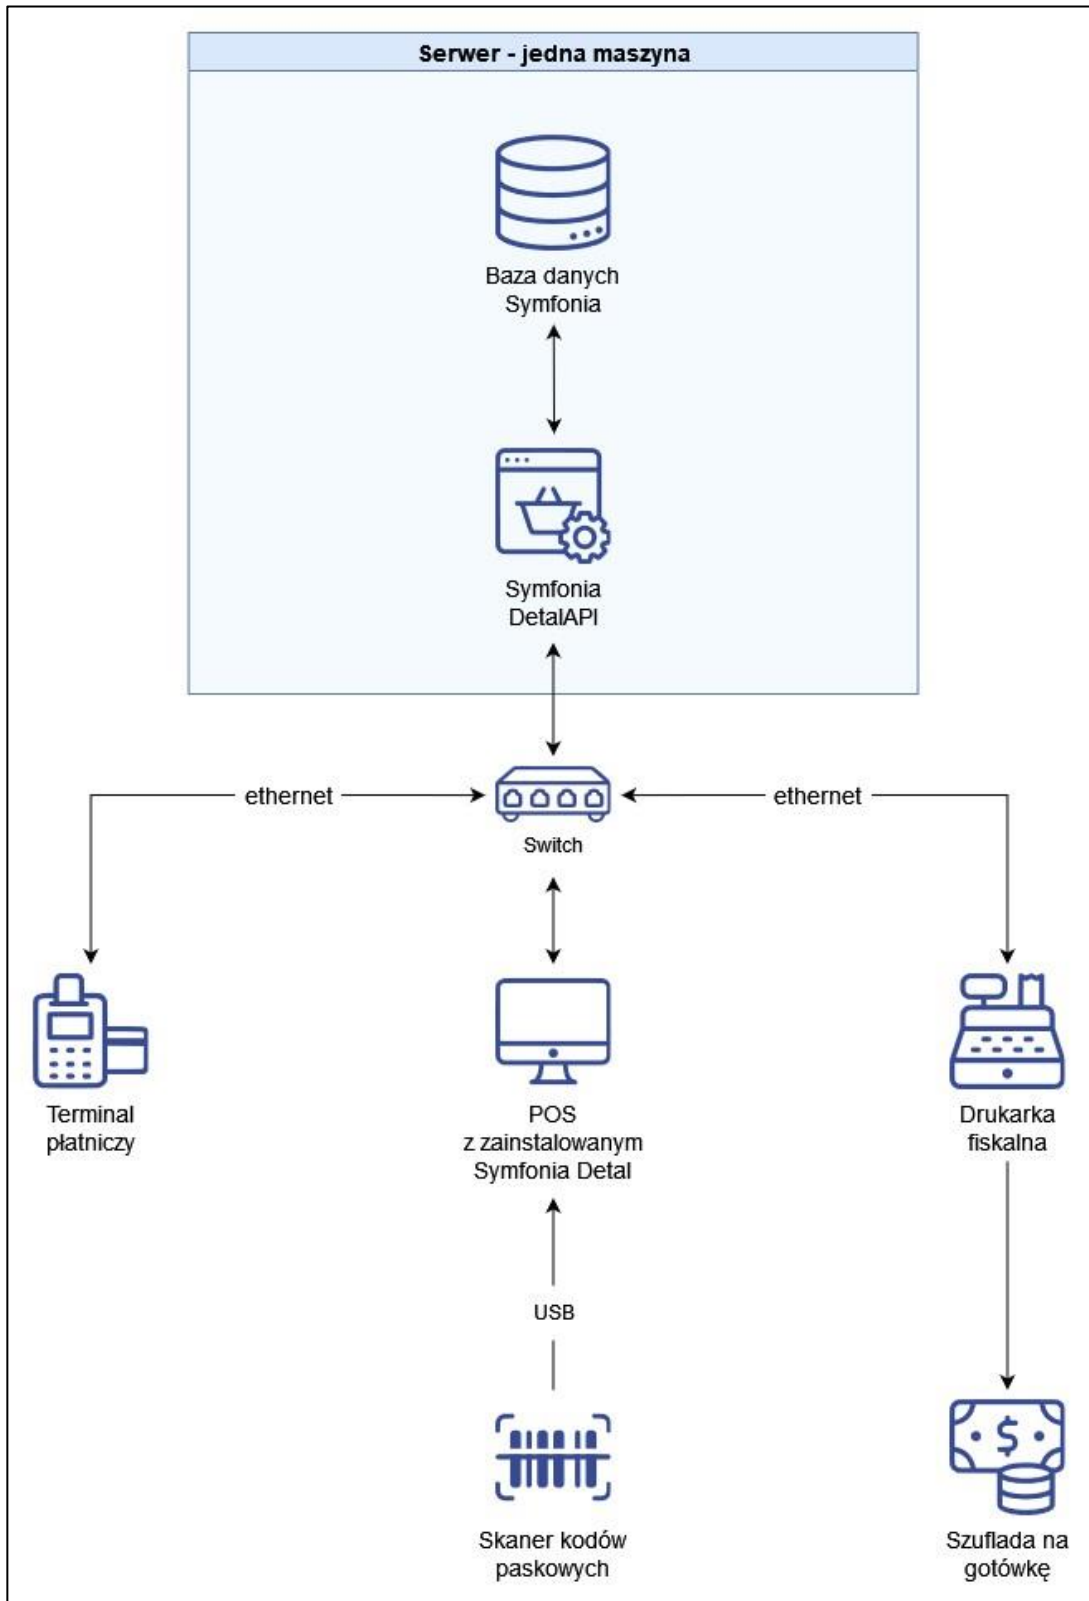 Serwer - jedna maszyna
Baza danych
Symfonia
Symfonia
DetalAPI
ethernet
ethernet
Switch
Terminal
płatniczy
POS
z zainstalowanym
Symfonia Detal
Drukarka
fiskalna
USB
$
Skaner kodów
paskowych
Szuflada na
gotówkę